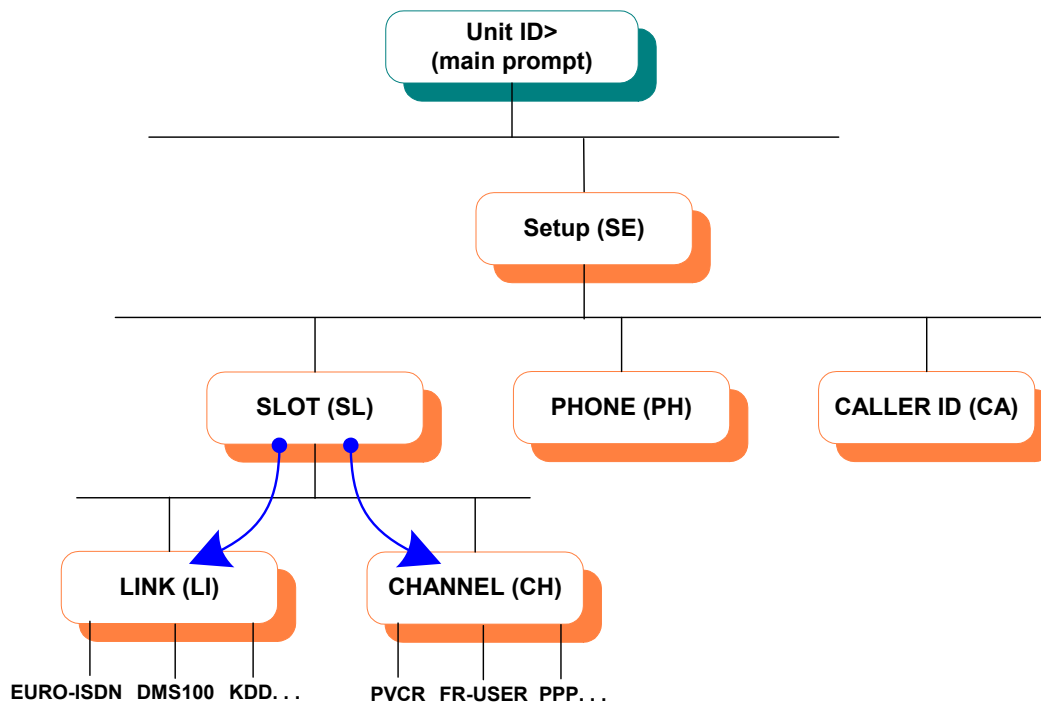 Unit ID>
(main prompt)
Setup (SE)
SLOT (SL)
PHONE (PH)
CALLER ID (CA)
LINK (LI)
CHANNEL (CH)
EURO-ISDN DMS100 KDD. . .
PVCR FR-USER PPP. . .